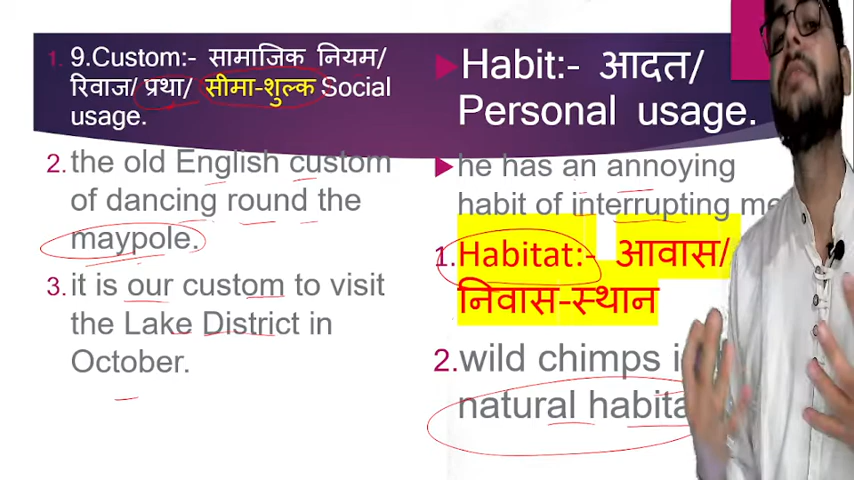 1. 9.Custom:- सामाजिक नियम/
रिवाज/ प्रथा/ सीमा-शुल्क Social
usage.
2. the old English custom
of dancing round the
maypole.
3. it is our custom to visit
the Lake District in
October.
Habit:- आदत/
Personal usage.
he has an annoying
habit of interrupting me
1. Habitat:- आवास/
निवास-स्थान
2. wild chimps
natural